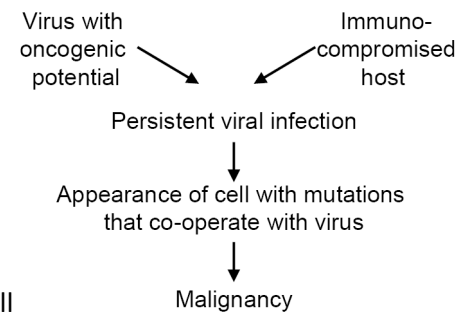 Virus with
oncogenic
potential
Immuno-
compromised
host
Persistent viral infection
Appearance of cell with mutations
that co-operate with virus
Malignancy
II